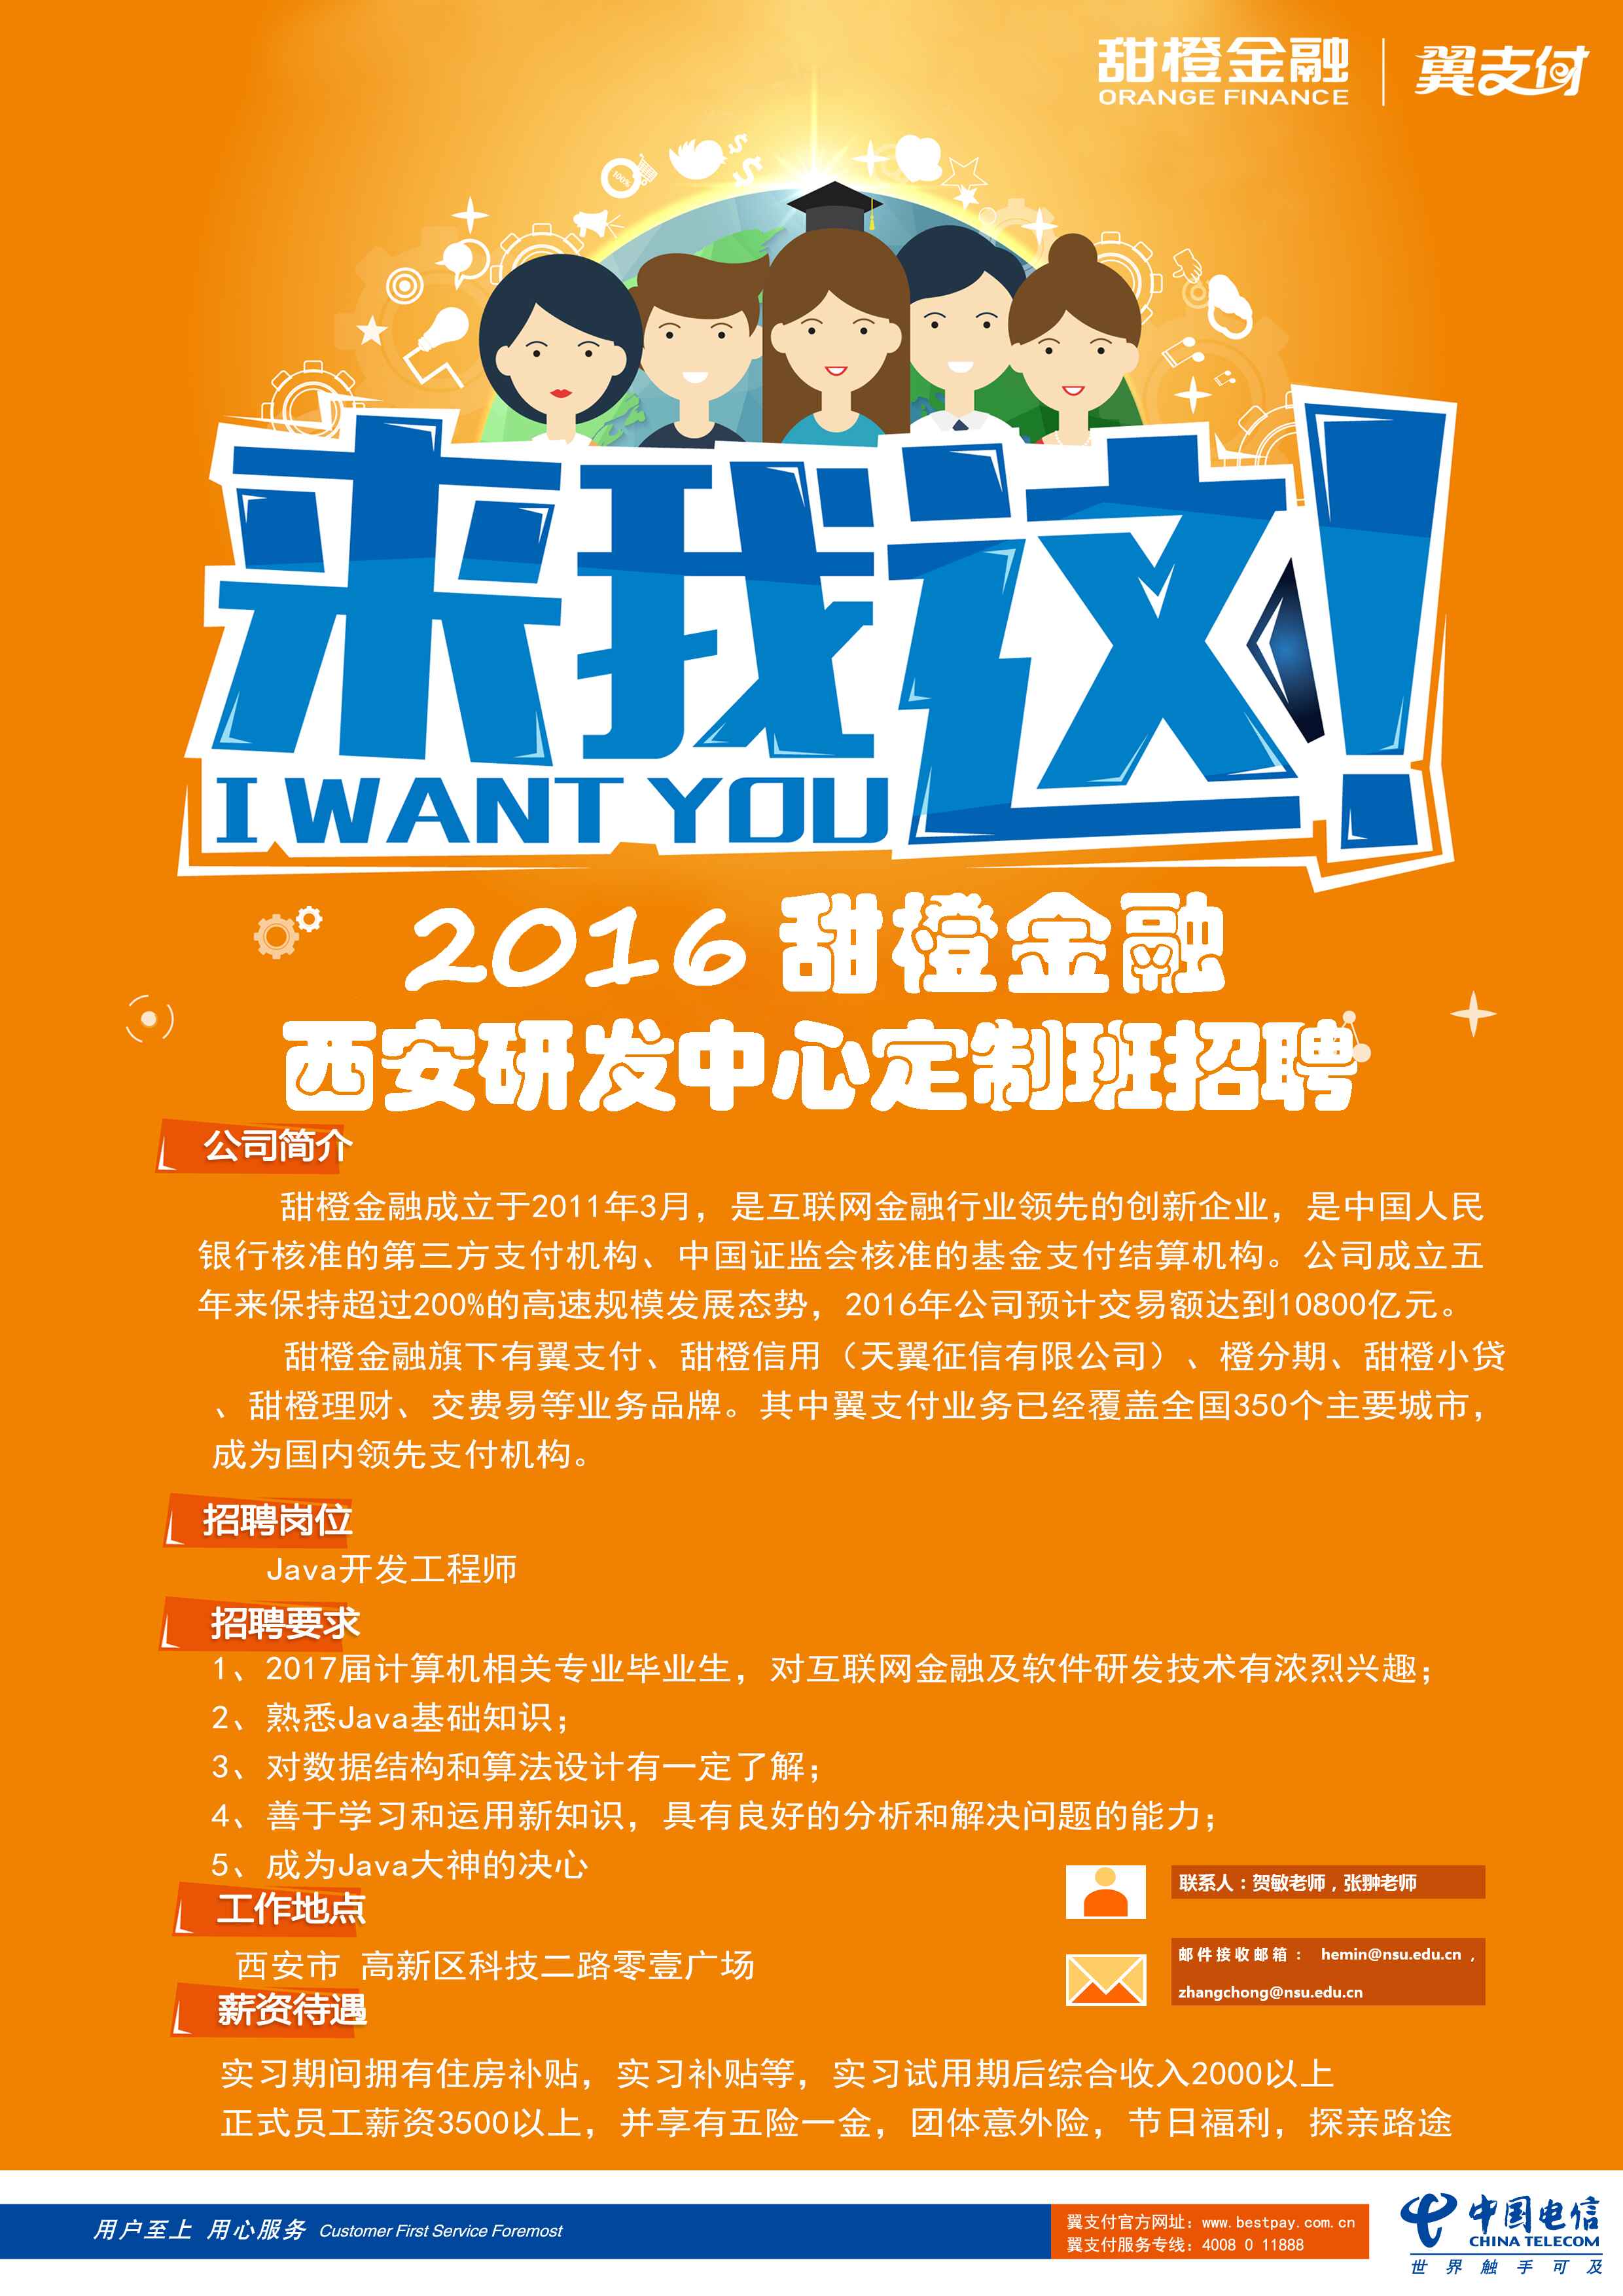 甜橙金融 翼支付
ORANGE FINANCE
来我这！
I WANT YOU
2016 甜橙金融
西安研发中心定制班招聘
公司简介
甜橙金融成立于2011年3月，是互联网金融行业领先的创新企业，是中国人民
银行核准的第三方支付机构、中国证监会核准的基金支付结算机构。公司成立五
年来保持超过200%的高速规模发展态势，2016年公司预计交易额达到10800亿元。
甜橙金融旗下有翼支付、甜橙信用（天翼征信有限公司）、橙分期、甜橙小贷
、甜橙理财、交费易等业务品牌。其中翼支付业务已经覆盖全国350个主要城市，
成为国内领先支付机构。
招聘岗位
Java开发工程师
招聘要求
1、2017届计算机相关专业毕业生，对互联网金融及软件研发技术有浓烈兴趣；
2、熟悉Java基础知识；
3、对数据结构和算法设计有一定了解；
4、善于学习和运用新知识，具有良好的分析和解决问题的能力；
5、成为Java大神的决心
联系人：贺敏老师，张翀老师
工作地点
西安市 高新区科技二路零壹广场
邮件接收邮箱： hemin@nsu.edu.cn，
zhangchong@nsu.edu.cn
薪资待遇
实习期间拥有住房补贴，实习补贴等，实习试用期后综合收入2000以上
正式员工薪资3500以上，并享有五险一金，团体意外险，节日福利，探亲路途
用户至上 用心服务 Customer First Service Foremost
翼支付官方网址：www.bestpay.com.cn
翼支付服务专线：4008 0 11888
中国电信
CHINA TELECOM
世界触手可及